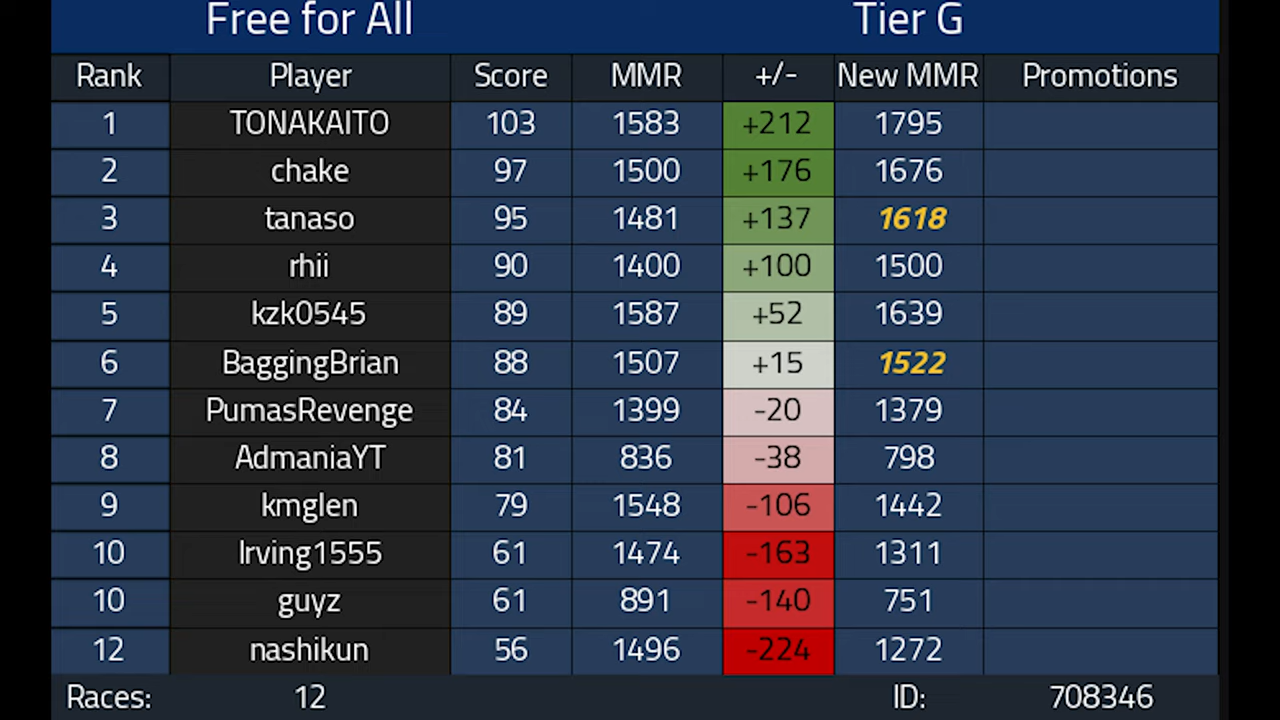 Free for All Tier G
Rank Player Score MMR +/- New MMR Promotions
1 TONAKAITO 103 1583 +212 1795
2 chake 97 1500 +176 1676
3 tanaso 95 1481 +137 1618
4 rhii 90 1400 +100 1500
5 kzk0545 89 1587 +52 1639
6 BaggingBrian 88 1507 +15 1522
7 PumasRevenge 84 1399 -20 1379
8 AdmaniaYT 81 836 -38 798
9 kmglen 79 1548 -106 1442
10 Irving1555 61 1474 -163 1311
10 guyz 61 891 -140 751
12 nashikun 56 1496 -224 1272
Races: 12 ID: 708346